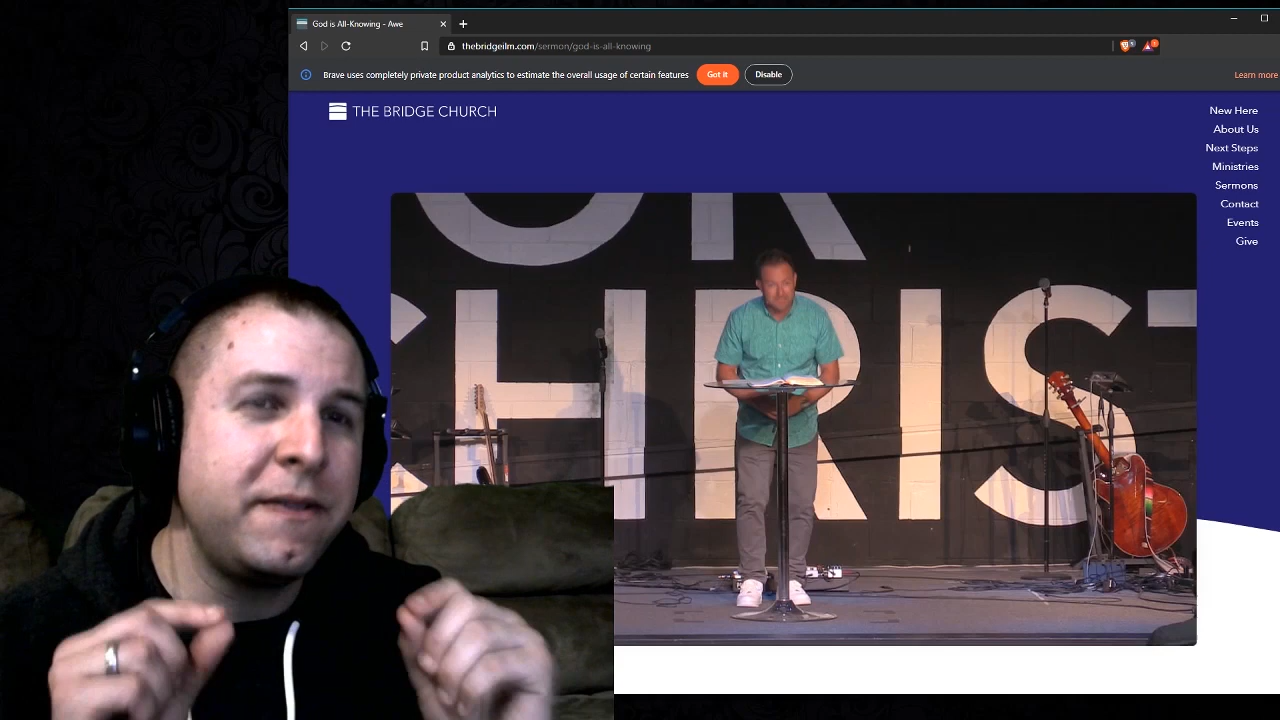 God is All-Knowing - Awe
thebridgeilm.com/sermon/god-is-all-knowing
Brave uses completely private product analytics to estimate the overall usage of certain features
Got it
Disable
Learn more
THE BRIDGE CHURCH
New Here
About Us
Next Steps
Ministries
Sermons
Contact
Events
Give
OR
CHRIST